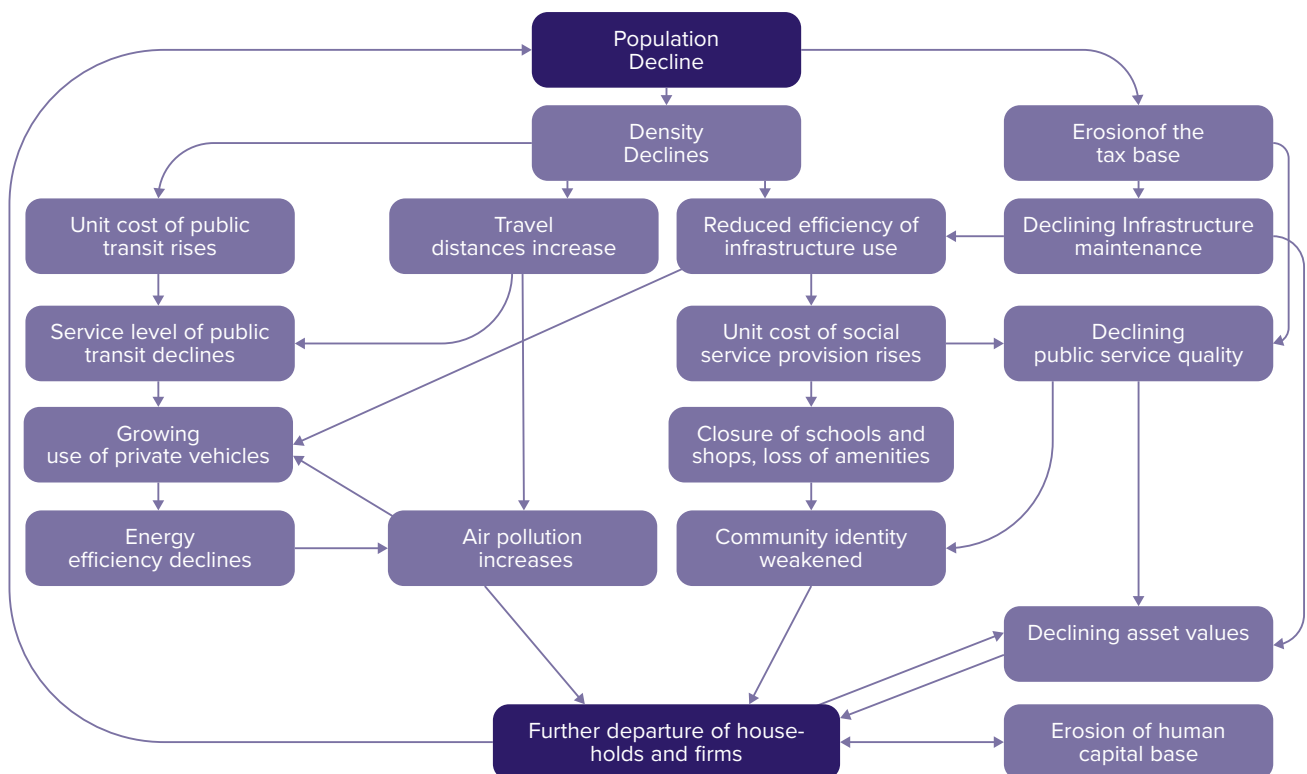 Population
Decline
Density
Declines
Erosionof the
tax base
Unit cost of public
transit rises
Travel
distances increase
Reduced efficiency of
infrastructure use
Declining Infrastructure
maintenance
Service level of public
transit declines
Unit cost of social
service provision rises
Declining
public service quality
Growing
use of private vehicles
Closure of schools and
shops, loss of amenities
Energy
efficiency declines
Air pollution
increases
Community identity
weakened
Declining asset values
Further departure of house-
holds and firms
Erosion of human
capital base